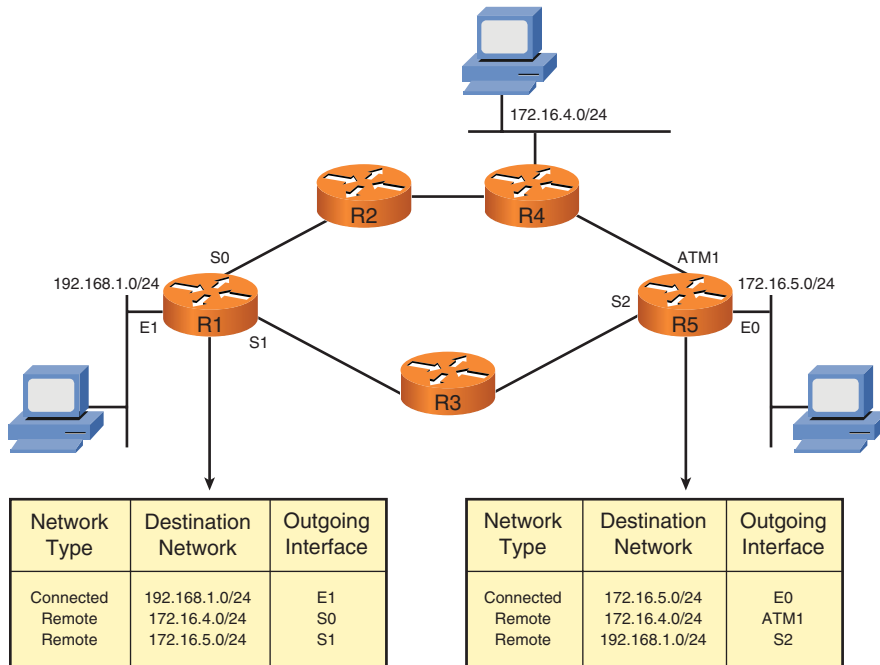 172.16.4.0/24
R2
R4
S0
ATM1
192.168.1.0/24
172.16.5.0/24
E1
R1
S1
S2
R5
E0
R3
Network Type
Destination Network
Outgoing Interface
Connected 192.168.1.0/24 E1
Remote 172.16.4.0/24 S0
Remote 172.16.5.0/24 S1
Network Type
Destination Network
Outgoing Interface
Connected 172.16.5.0/24 E0
Remote 172.16.4.0/24 ATM1
Remote 192.168.1.0/24 S2